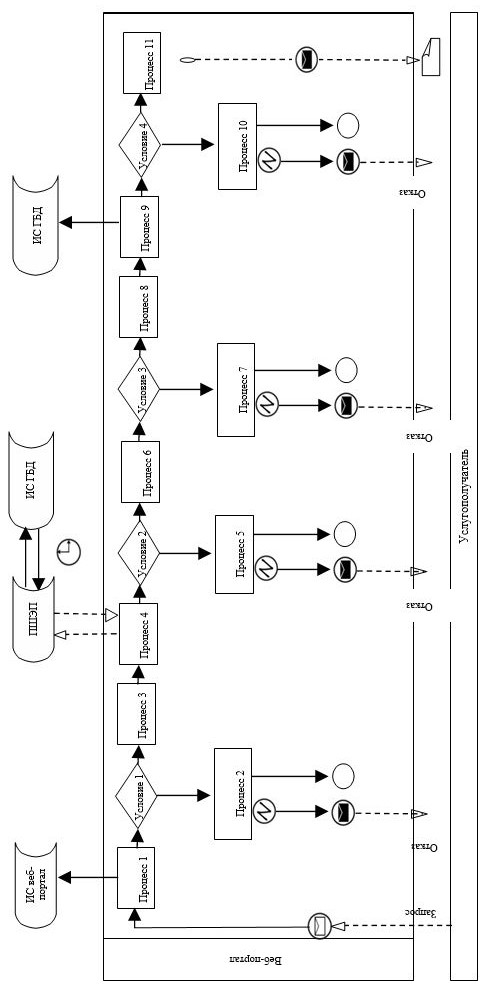 ИС веб-
портал
ПШЭП
ИС ГБД
ИС ГБД
Веб-портал
Процесс 1
Условие 1
Процесс 2
Процесс 3
Процесс 4
Условие 2
Процесс 5
Процесс 6
Условие 3
Процесс 7
Процесс 8
Процесс 9
Условие 4
Процесс 10
Процесс 11
Запрос
Отказ
Отказ
Отказ
Отказ
Услугополучатель